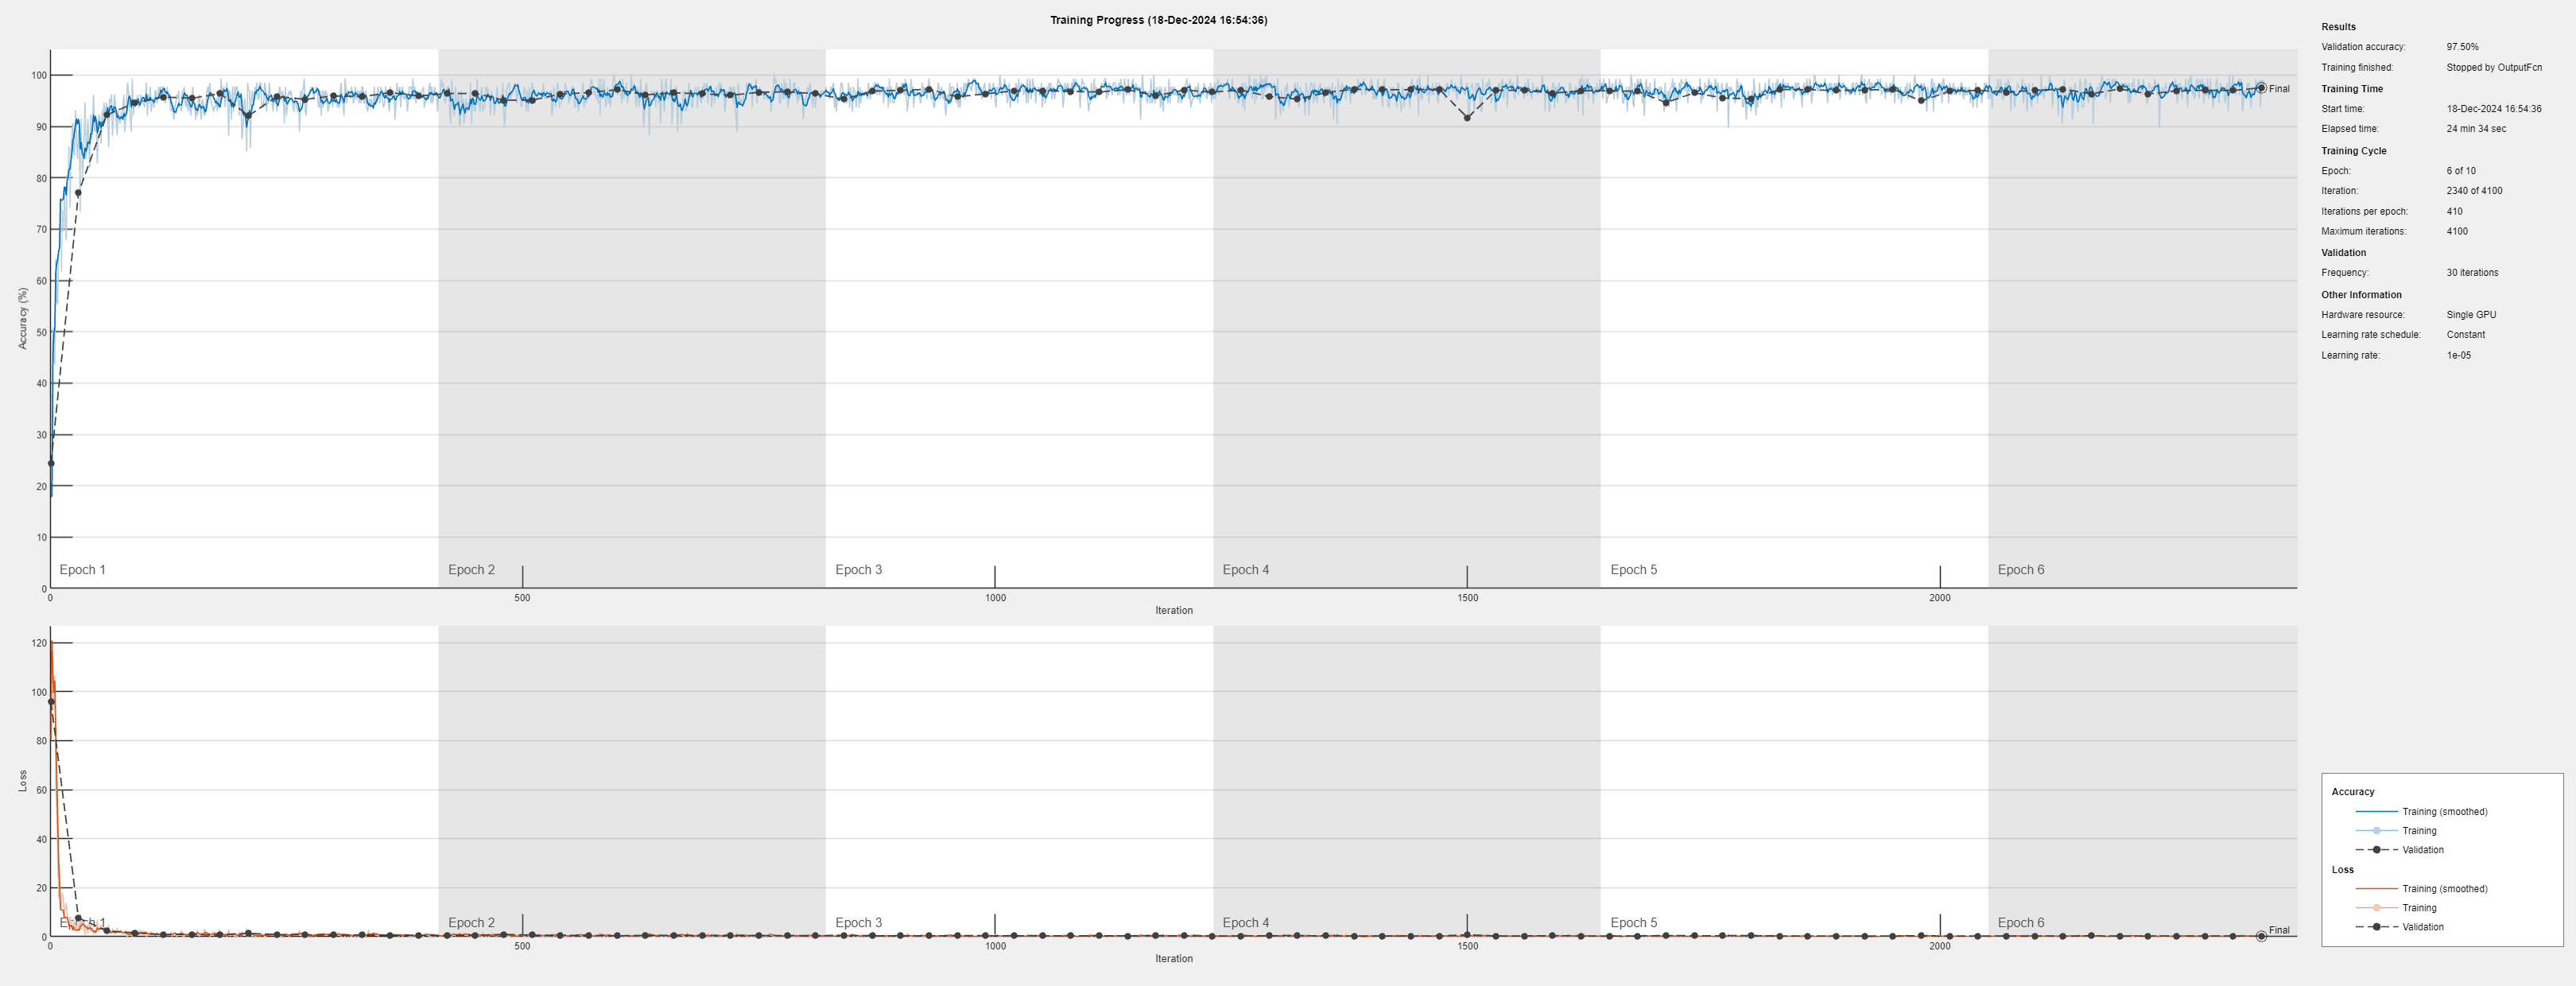 Training Progress (18-Dec-2024 16:54:36)
Accuracy (%)
100
90
80
70
60
50
40
30
20
10
0
Epoch 1
Epoch 2
Epoch 3
Epoch 4
Epoch 5
Epoch 6
Final
0
500
1000
1500
2000
Iteration
Loss
120
100
80
60
40
20
0
Epoch 1
Epoch 2
Epoch 3
Epoch 4
Epoch 5
Epoch 6
Final
0
500
1000
1500
2000
Iteration
Results
Validation accuracy: 97.50%
Training finished: Stopped by OutputFcn
Training Time
Start time: 18-Dec-2024 16:54:36
Elapsed time: 24 min 34 sec
Training Cycle
Epoch: 6 of 10
Iteration: 2340 of 4100
Iterations per epoch: 410
Maximum iterations: 4100
Validation
Frequency: 30 iterations
Other Information
Hardware resource: Single GPU
Learning rate schedule: Constant
Learning rate: 1e-05
Accuracy
Training (smoothed)
Training
Validation
Loss
Training (smoothed)
Training
Validation